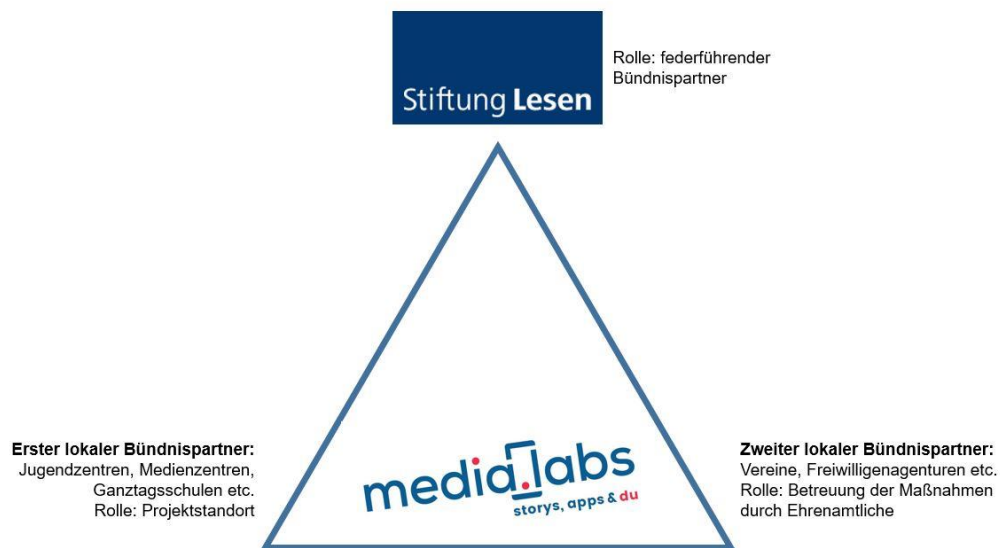 Stiftung Lesen
Rolle: federführender
Bündnispartner
Erster lokaler Bündnispartner:
Jugendzentren, Medienzentren,
Ganztagsschulen etc.
Rolle: Projektstandort
media.labs
storys, apps & du
Zweiter lokaler Bündnispartner:
Vereine, Freiwilligenagenturen etc.
Rolle: Betreuung der Maßnahmen
durch Ehrenamtliche